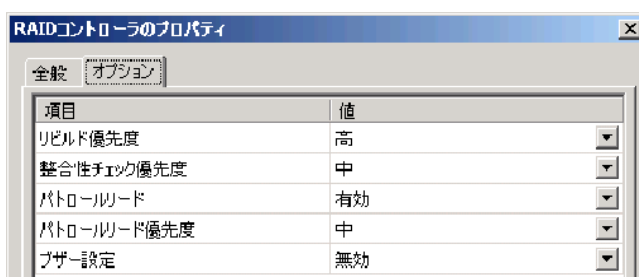 RAIDコントローラのプロパティ
全般 オプション
項目 値
リビルド優先度 高
整合性チェック優先度 中
パトロールリード 有効
パトロールリード優先度 中
ブザー設定 無効